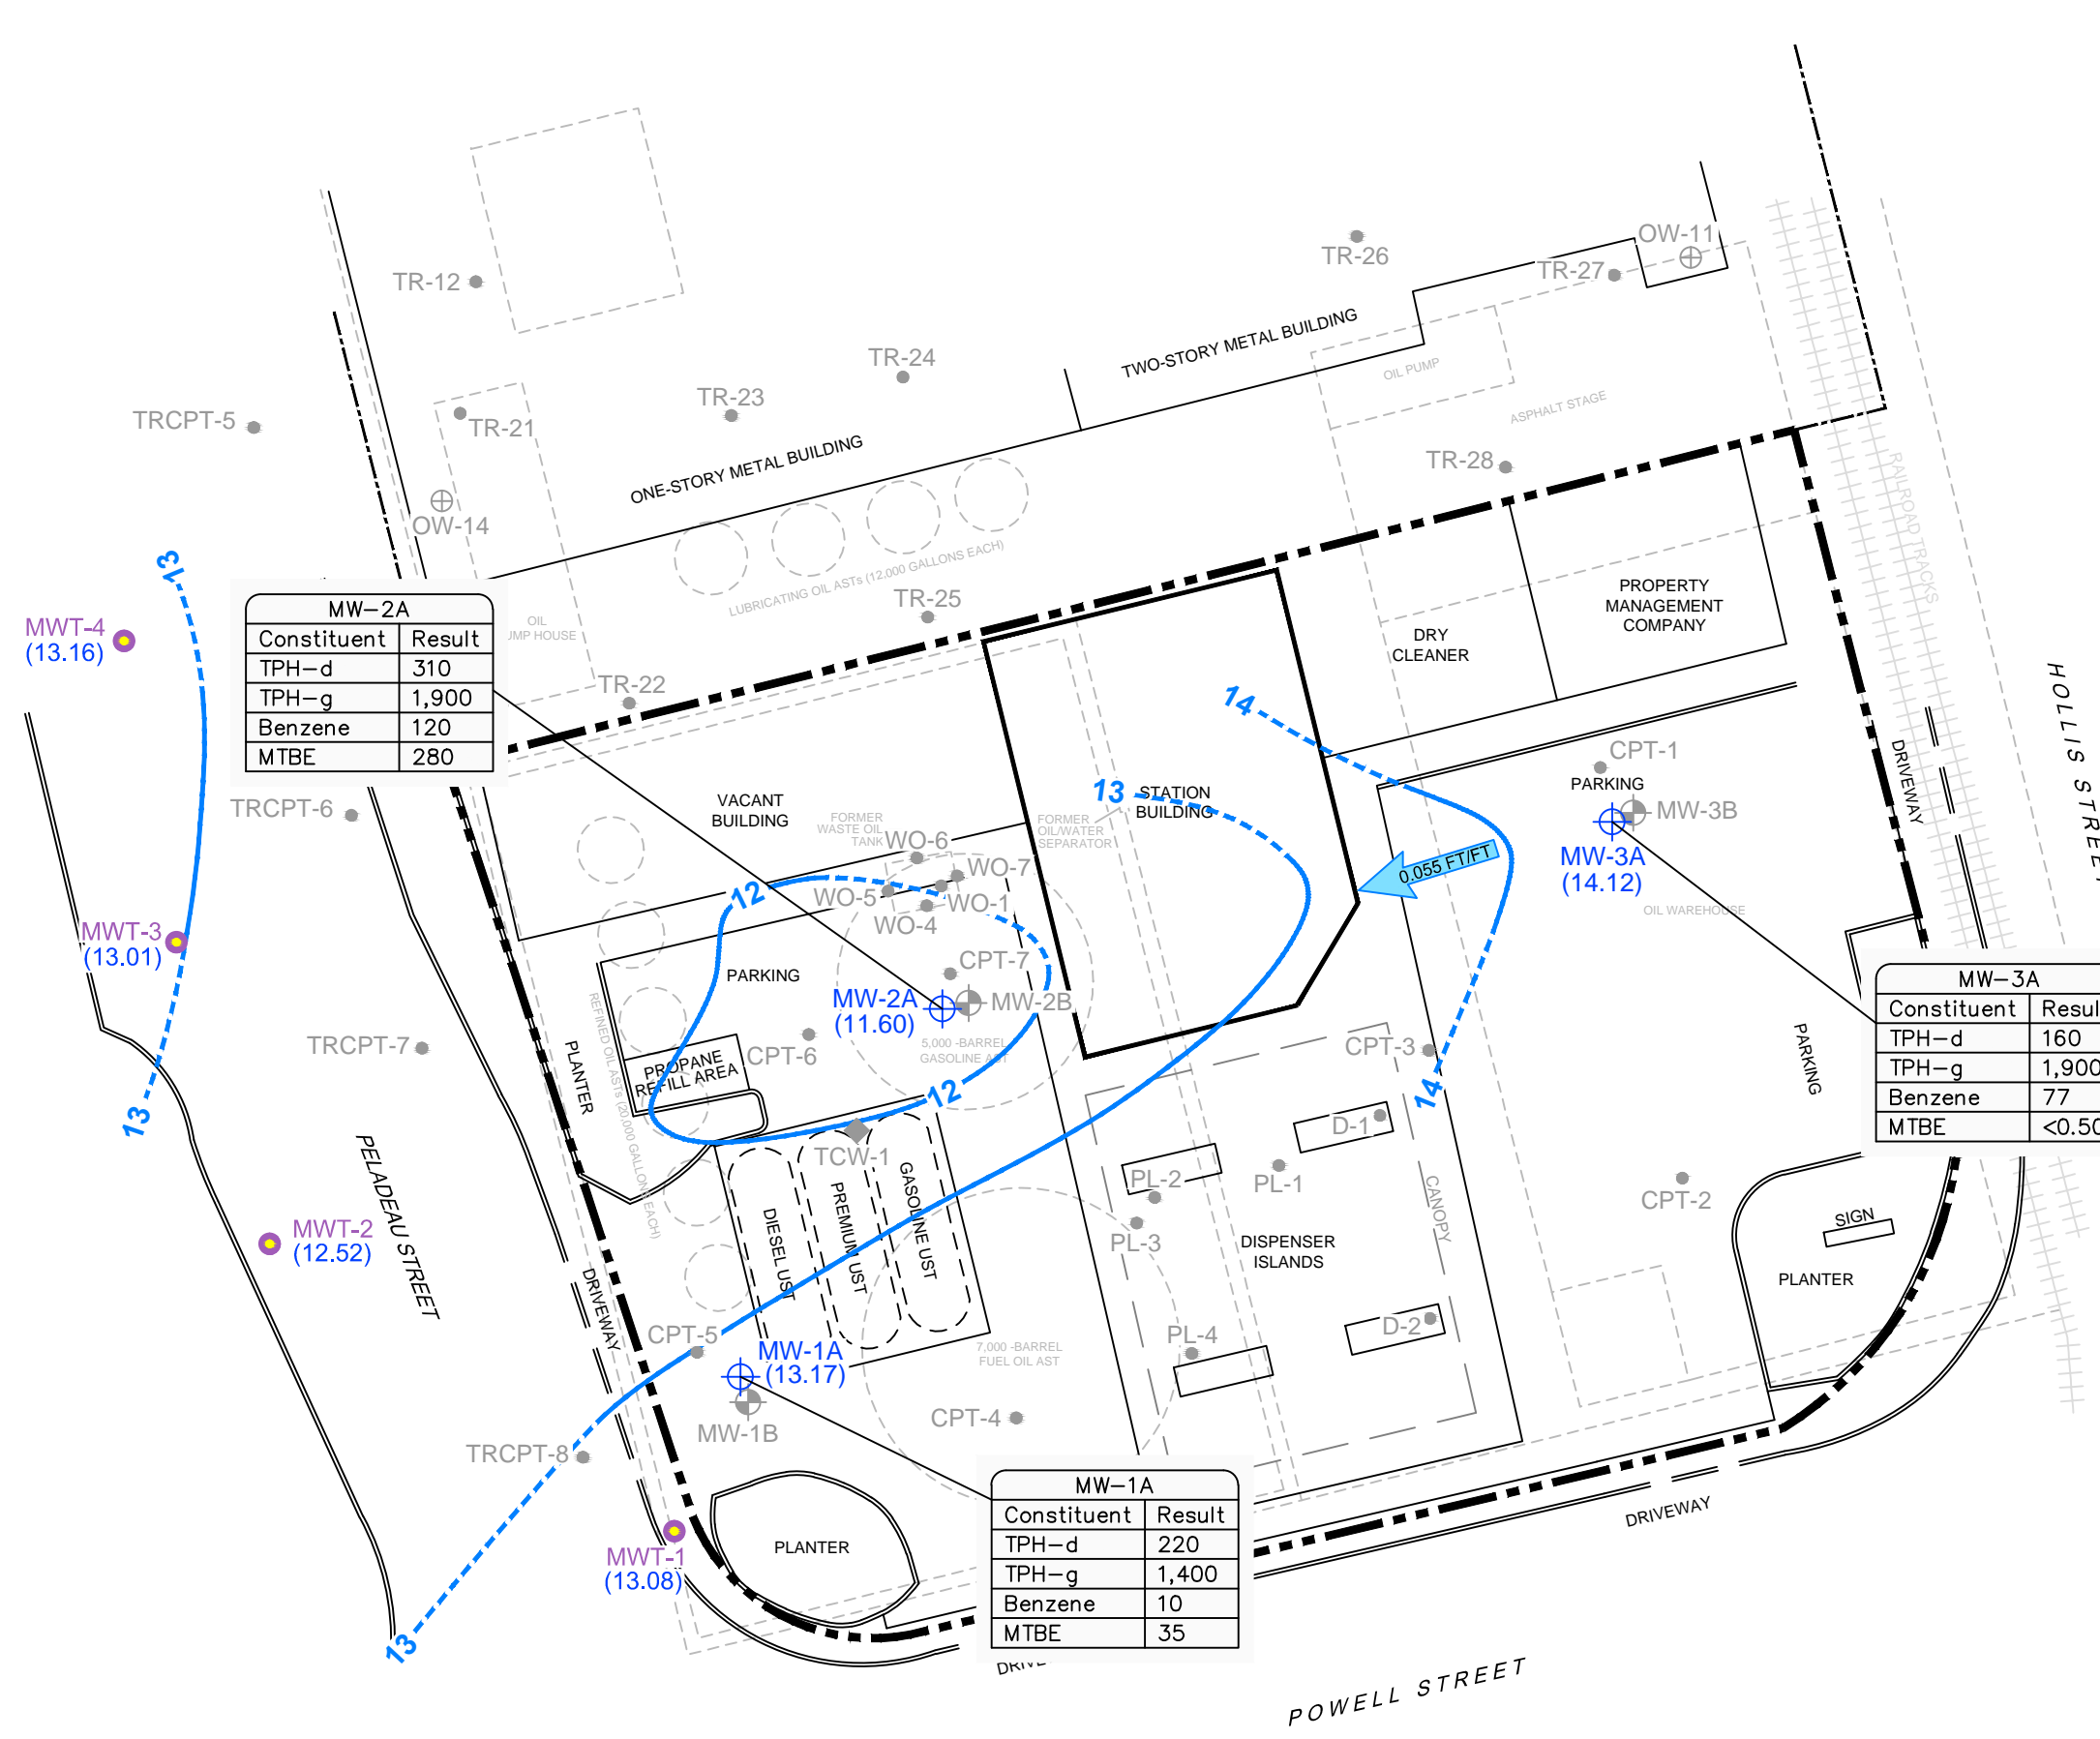 OW-11
TR-26
TR-27
TR-12
TWO-STORY METAL BUILDING
TR-24
OIL PUMP
TR-23
ASPHALT STAGE
TRCPT-5
TR-21
ONE-STORY METAL BUILDING
TR-28
RAILROAD TRACKS
OW-14
LUBRICATING OIL ASTs (12,000 GALLONS EACH)
13
MW-2A
Constituent Result
TPH-d 310
TPH-g 1,900
Benzene 120
MTBE 280
MWT-4
(13.16)
OIL
UMP HOUSE
TR-25
TR-22
DRY
CLEANER
PROPERTY
MANAGEMENT
COMPANY
HOLLIS STREET
14
13
STATION
BUILDING
CPT-1
PARKING
MW-3B
MW-3A
(14.12)
DRIVEWAY
TRCPT-6
VACANT
BUILDING
FORMER
WASTE OIL
TANK
FORMER
OIL/WATER
SEPARATOR
WO-6
WO-7
WO-5
WO-1
WO-4
12
0.055 FT/FT
OIL WAREHOUSE
MWT-3
(13.01)
PARKING
CPT-7
MW-2A
(11.60)
MW-2B
REFINED OIL ASTs (20,000 GALLONS EACH)
5,000 -BARREL
GASOLINE AST
CPT-6
TRCPT-7
PLANTER
PROPANE
REFILL AREA
12
CPT-3
14
PARKING
MW-3A
Constituent Resul
TPH-d 160
TPH-g 1,900
Benzene 77
MTBE <0.50
13
PELADEAU STREET
TCW-1
D-1
PL-2
PL-1
PL-3
CANOPY
CPT-2
SIGN
PLANTER
DISPENSER
ISLANDS
MWT-2
(12.52)
DIESEL UST
PREMIUM UST
GASOLINE UST
DRIVEWAY
CPT-5
MW-1A
(13.17)
7,000 -BARREL
FUEL OIL AST
PL-4
D-2
MW-1B
CPT-4
TRCPT-8
MW-1A
Constituent Result
TPH-d 220
TPH-g 1,400
Benzene 10
MTBE 35
PLANTER
MWT-1
(13.08)
DRIVEWAY
13
POWELL STREET